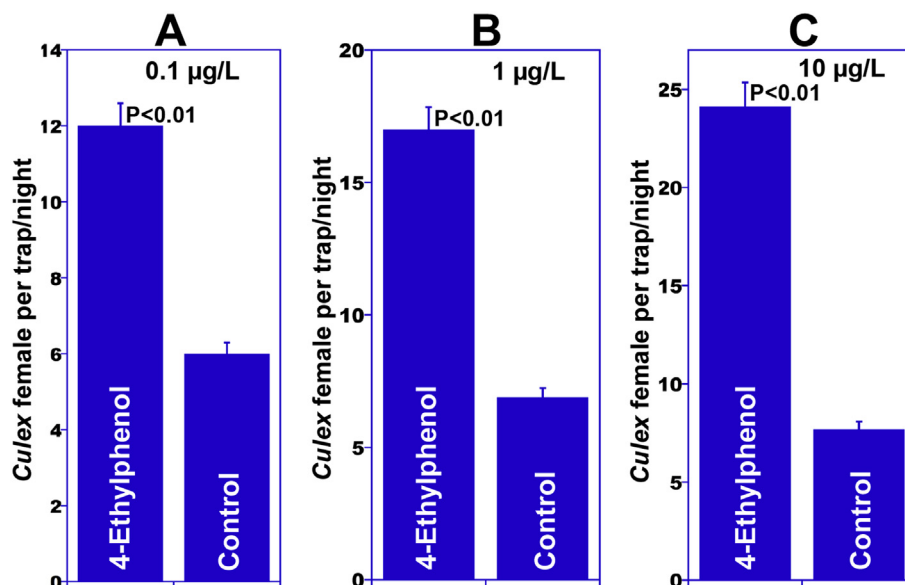 A
14
12
10
8
6
4
2
0
Culex female per trap/night
0.1 µg/L
P<0.01
4-Ethylphenol
Control
B
20
15
10
5
0
Culex female per trap/night
1 µg/L
P<0.01
4-Ethylphenol
Control
C
25
20
15
10
5
0
Culex female per trap/night
10 µg/L
P<0.01
4-Ethylphenol
Control